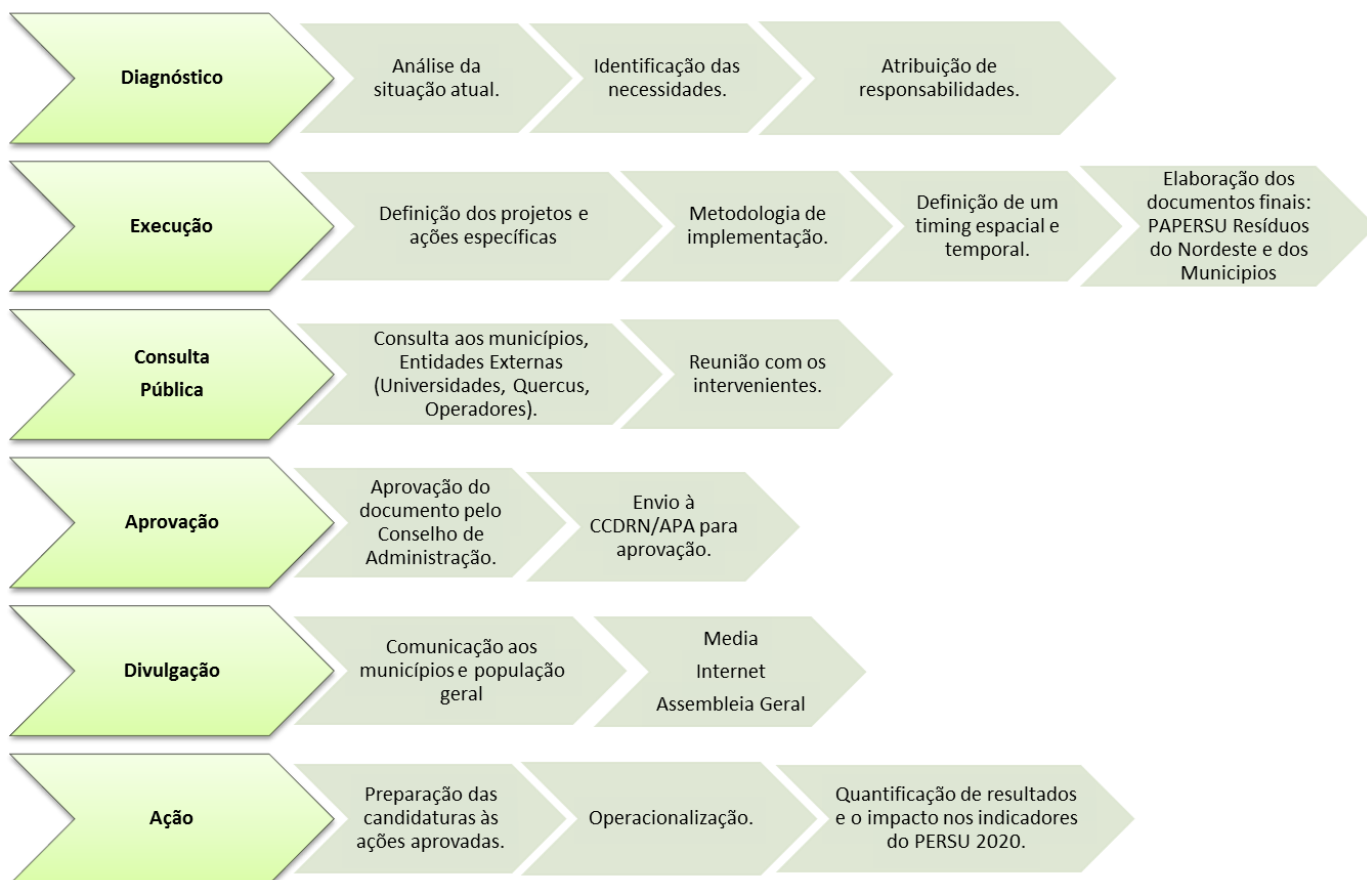 Diagnóstico
Análise da
situação atual.
Identificação das
necessidades.
Atribuição de
responsabilidades.
Execução
Definição dos projetos e
ações específicas
Metodologia de
implementação.
Definição de um
timing espacial e
temporal.
Elaboração dos
documentos finais:
PAPERSU Resíduos
do Nordeste e dos
Municipios
Consulta
Pública
Consulta aos municípios,
Entidades Externas
(Universidades, Quercus,
Operadores).
Reunião com os
intervenientes.
Aprovação
Aprovação do
documento pelo
Conselho de
Administração.
Envio à
CCDRN/APA para
aprovação.
Divulgação
Comunicação aos
municípios e população
geral
Media
Internet
Assembleia Geral
Ação
Preparação das
candidaturas às
ações aprovadas.
Operacionalização.
Quantificação de resultados
e o impacto nos indicadores
do PERSU 2020.